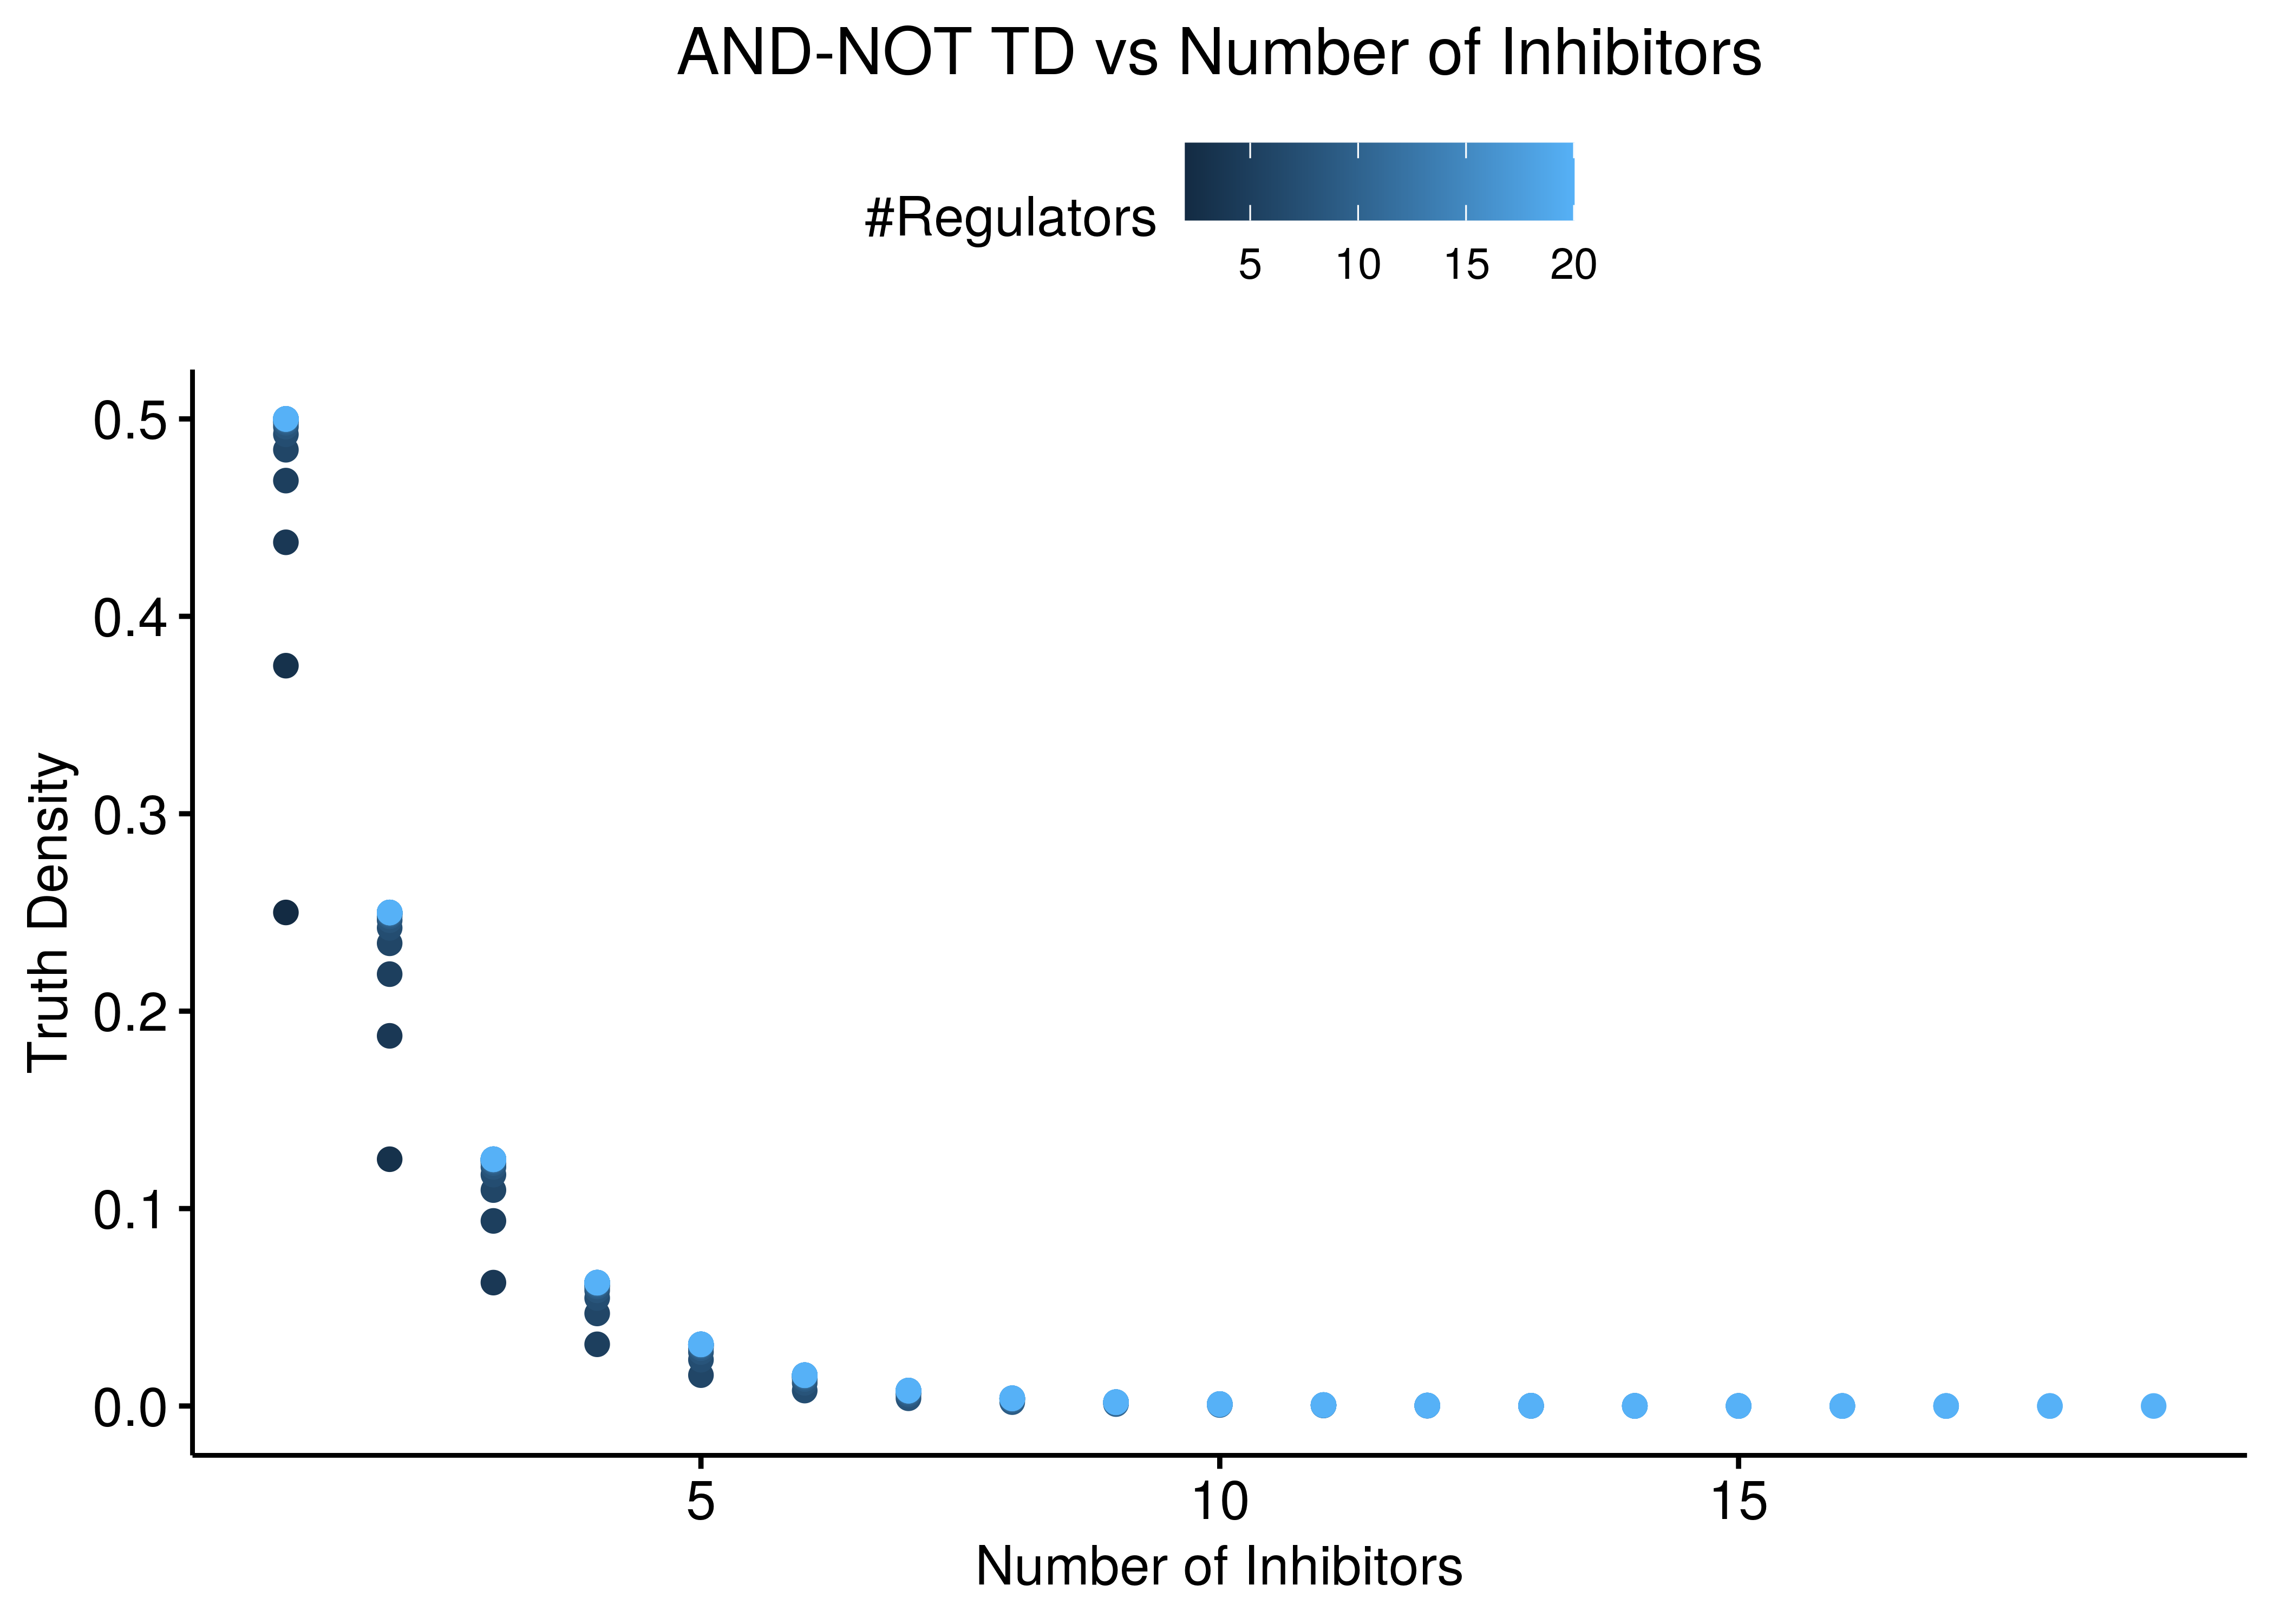 AND-NOT TD vs Number of Inhibitors
#Regulators
5 10 15 20
Truth Density
0.5
0.4
0.3
0.2
0.1
0.0
5 10 15
Number of Inhibitors